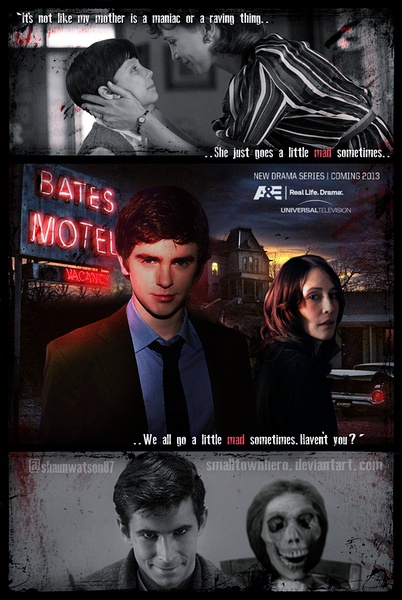 "it's not like my mother is a maniac or a raving thing..
..She just goes a little mad sometimes..
NEW DRAMA SERIES | COMING 2013
A&E | Real Life. Drama.
UNIVERSAL TELEVISION
BATES
MOTEL
VACANCY
..We all go a little mad sometimes.Haven't you?"
@shaunwatson87
smalltownhero.deviantart.com